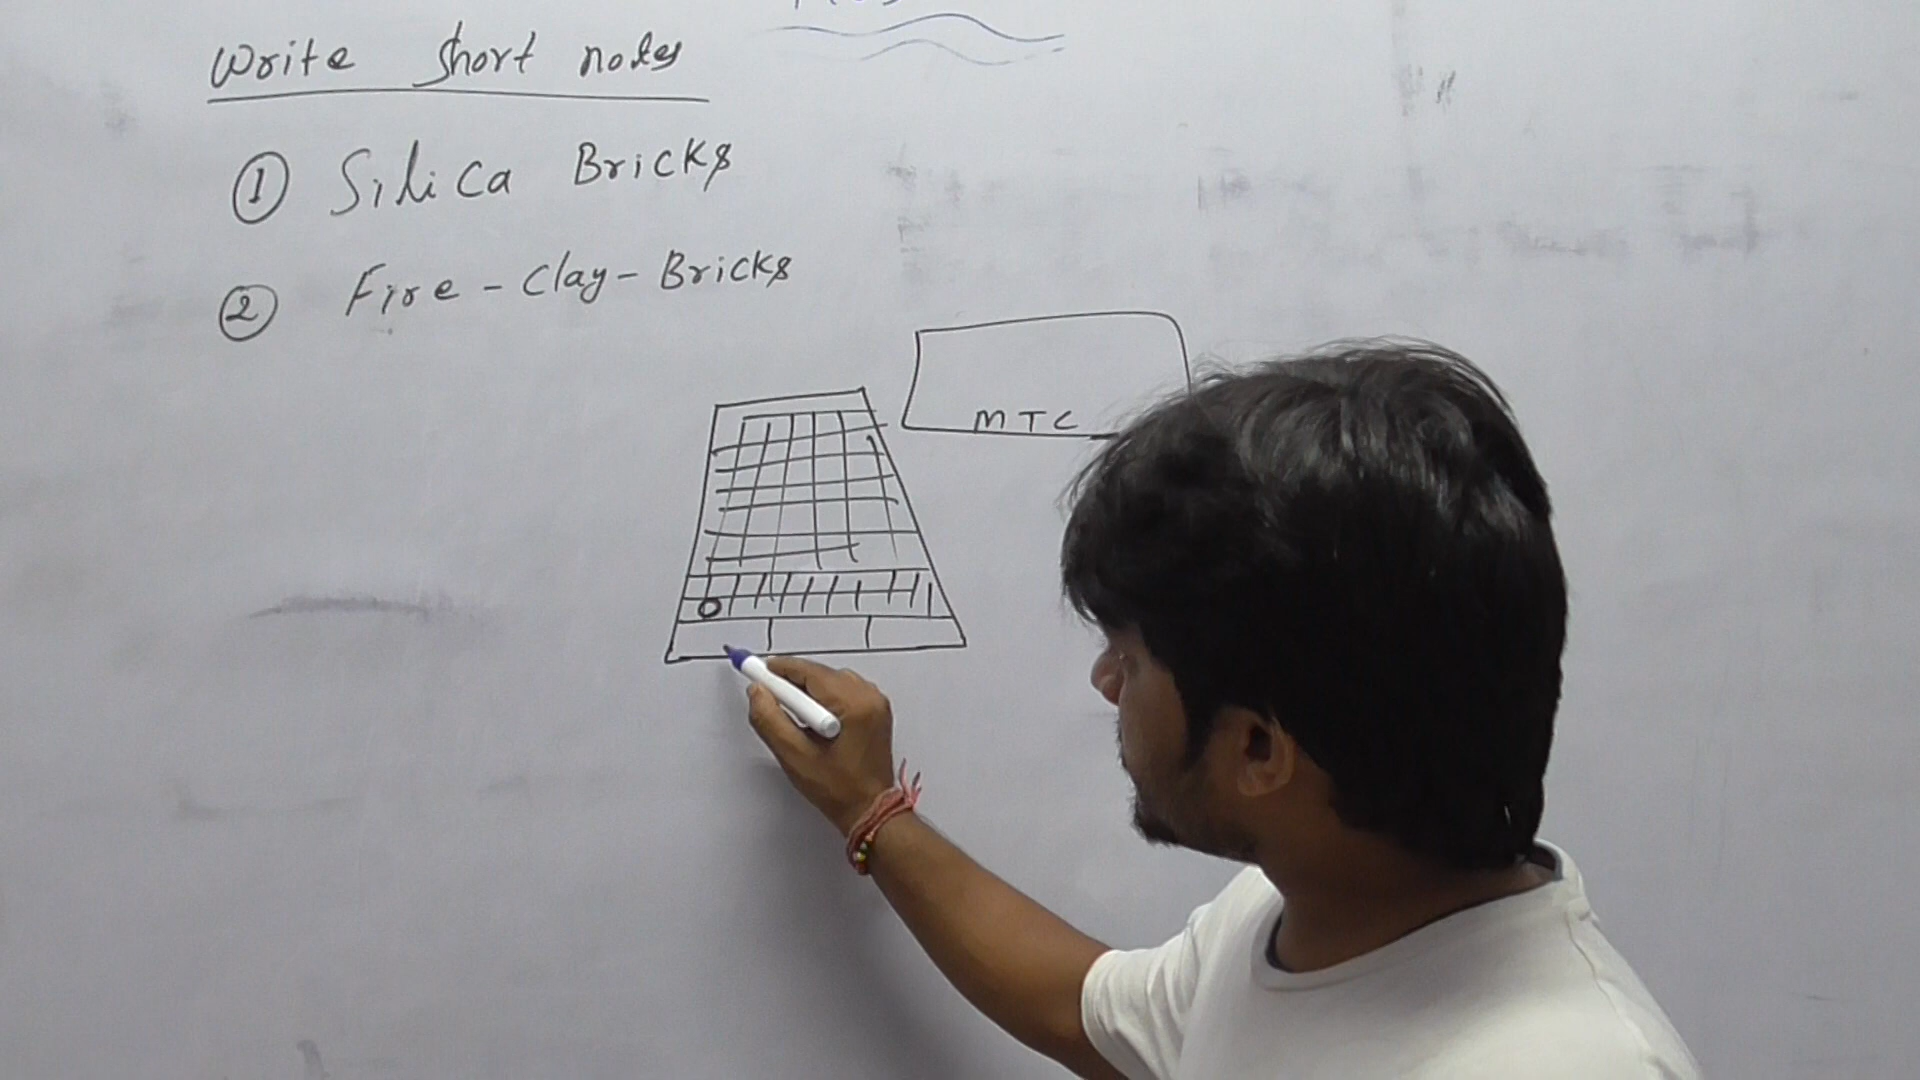 Write short notes
① Silica Bricks
② Fire-Clay-Bricks
MTC